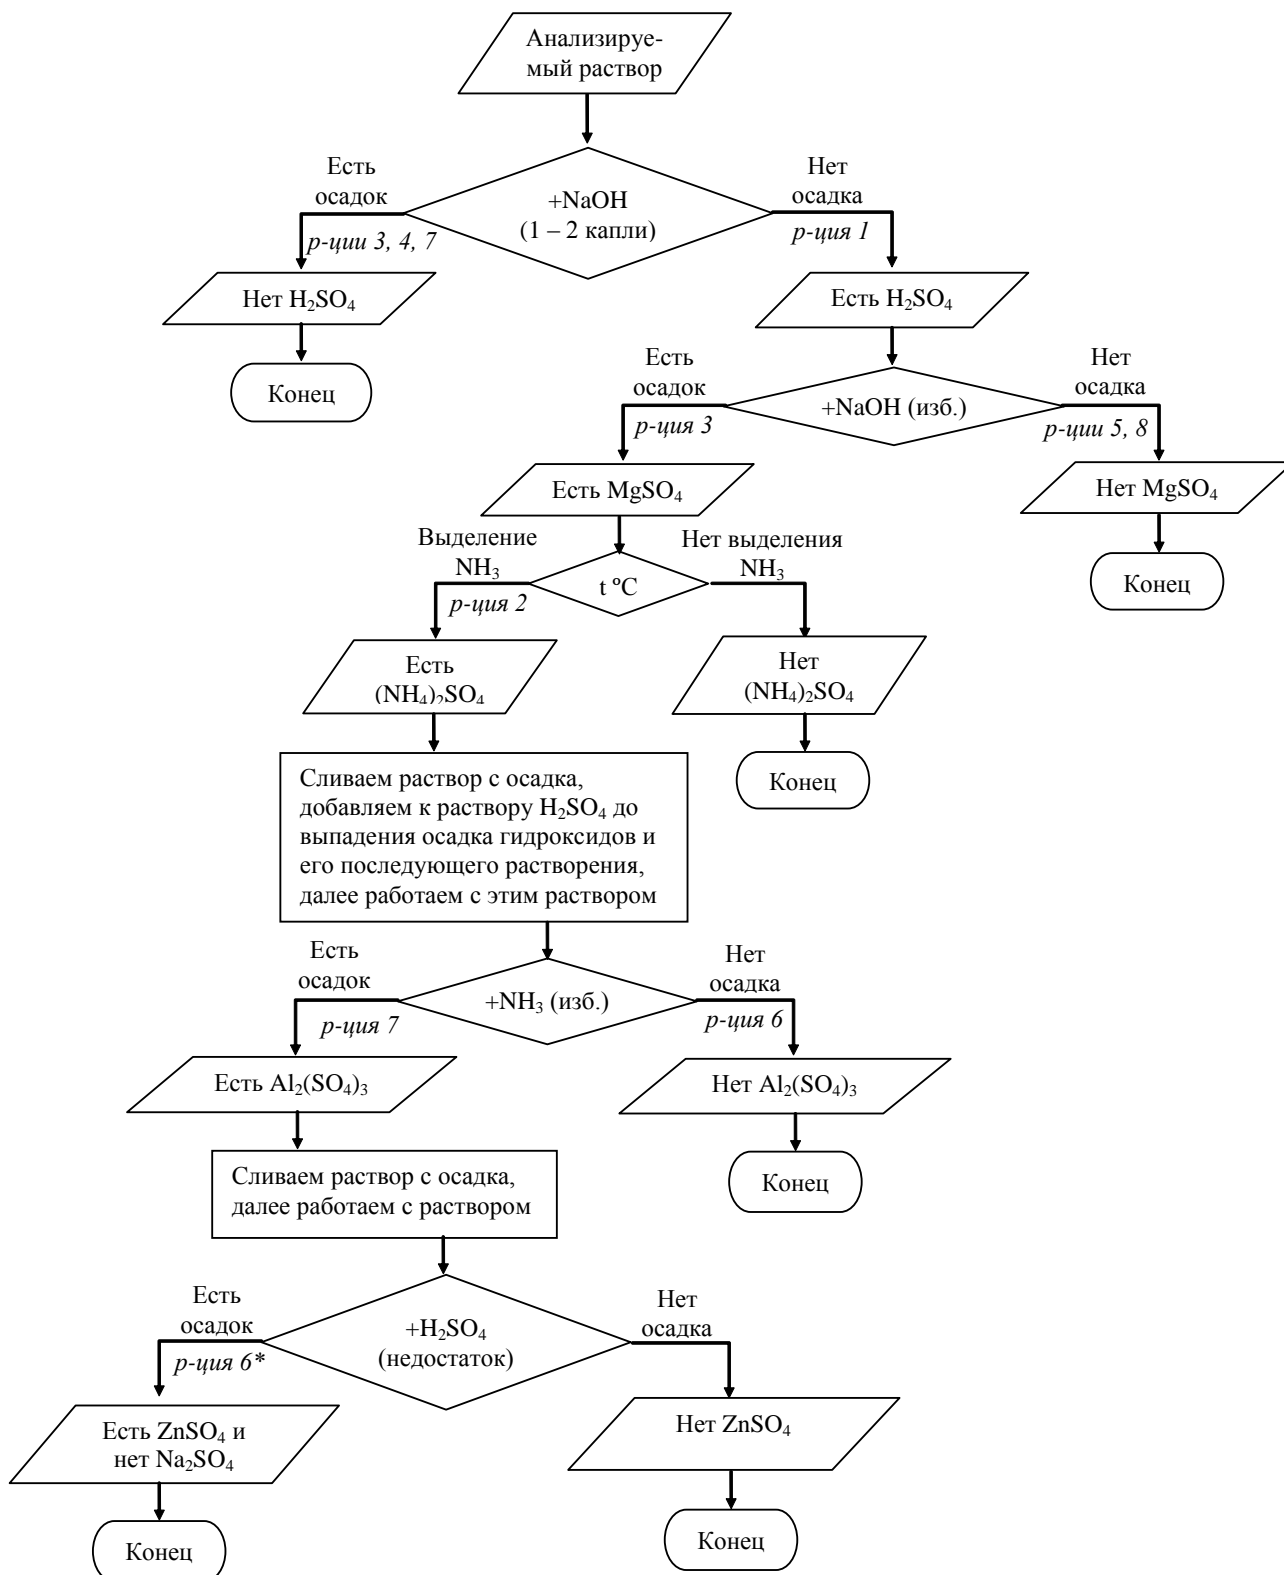 Анализируе-
мый раствор
Есть
осадок
Нет
осадка
+NaOH
(1 – 2 капли)
р-ции 3, 4, 7
р-ция 1
Нет H₂SO₄
Есть H₂SO₄
Конец
Есть
осадок
Нет
осадка
+NaOH (изб.)
р-ция 3
р-ции 5, 8
Есть MgSO₄
Нет MgSO₄
Выделение
NH₃
Нет выделения
NH₃
t ºC
р-ция 2
Конец
Есть
(NH₄)₂SO₄
Нет
(NH₄)₂SO₄
Сливаем раствор с осадка,
добавляем к раствору H₂SO₄ до
выпадения осадка гидроксидов и
его последующего растворения,
далее работаем с этим раствором
Конец
Есть
осадок
Нет
осадка
+NH₃ (изб.)
р-ция 7
р-ция 6
Есть Al₂(SO₄)₃
Нет Al₂(SO₄)₃
Сливаем раствор с осадка,
далее работаем с раствором
Конец
Есть
осадок
Нет
осадка
+H₂SO₄
(недостаток)
р-ция 6*
Есть ZnSO₄ и
нет Na₂SO₄
Нет ZnSO₄
Конец
Конец